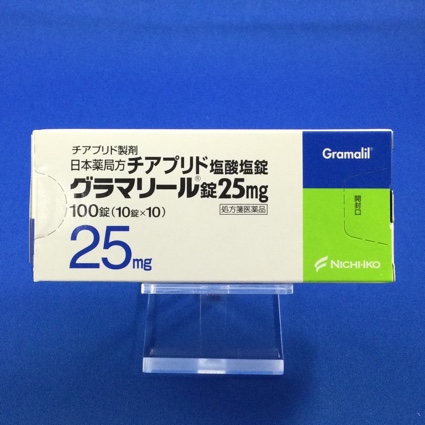 チアプリド製剤
日本薬局方チアプリド塩酸塩錠
グラマリール®錠25mg
100錠(10錠×10)
処方箋医薬品
25mg
Gramalil®
開封口
NICHI-IKO